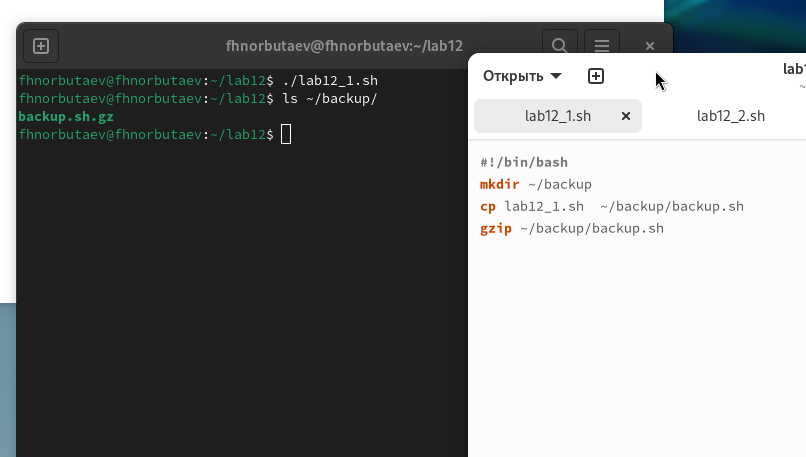 fhnorbutaev@fhnorbutaev:~/lab12
fhnorbutaev@fhnorbutaev:~/lab12$ ./lab12_1.sh
fhnorbutaev@fhnorbutaev:~/lab12$ ls ~/backup/
backup.sh.gz
fhnorbutaev@fhnorbutaev:~/lab12$
Открыть
lab12_1.sh
lab12_2.sh
#!/bin/bash
mkdir ~/backup
cp lab12_1.sh  ~/backup/backup.sh
gzip ~/backup/backup.sh